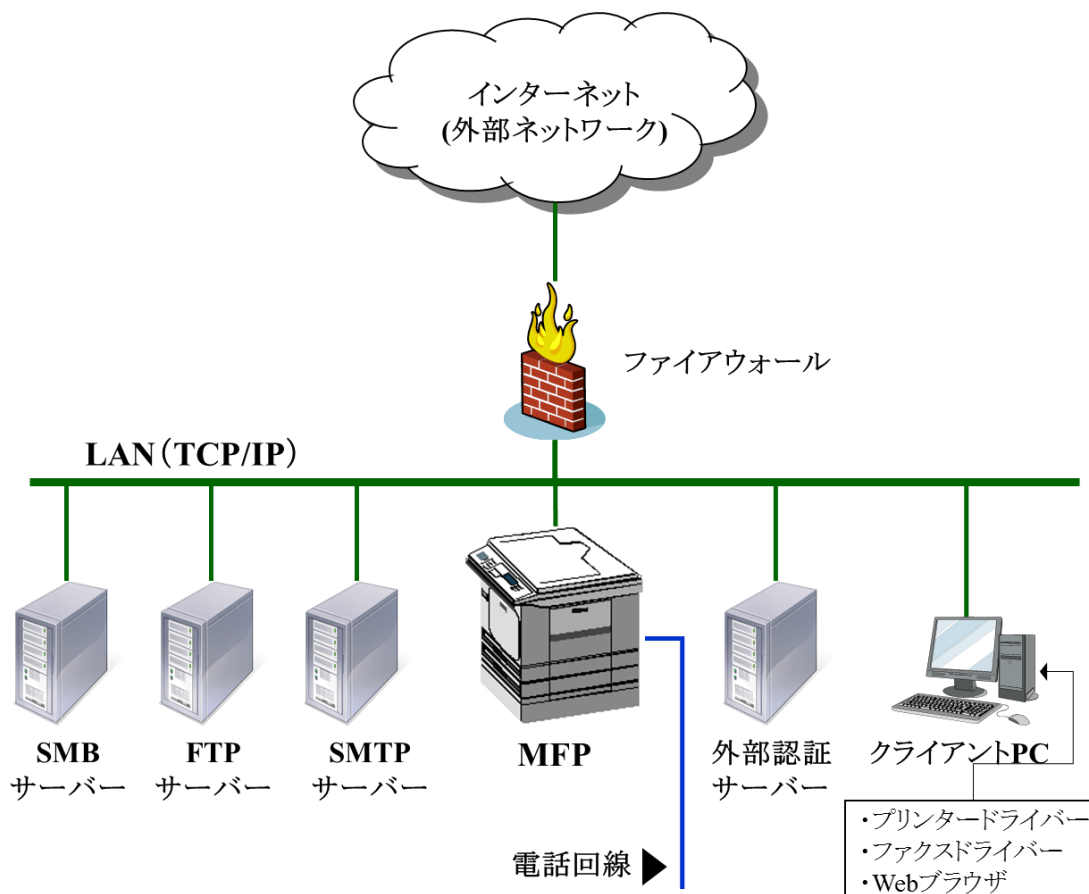 インターネット
(外部ネットワーク)
ファイアウォール
LAN（TCP/IP）
SMB
サーバー
FTP
サーバー
SMTP
サーバー
MFP
外部認証
サーバー
クライアントPC
・プリンタードライバー
・ファクスドライバー
・Webブラウザ
電話回線